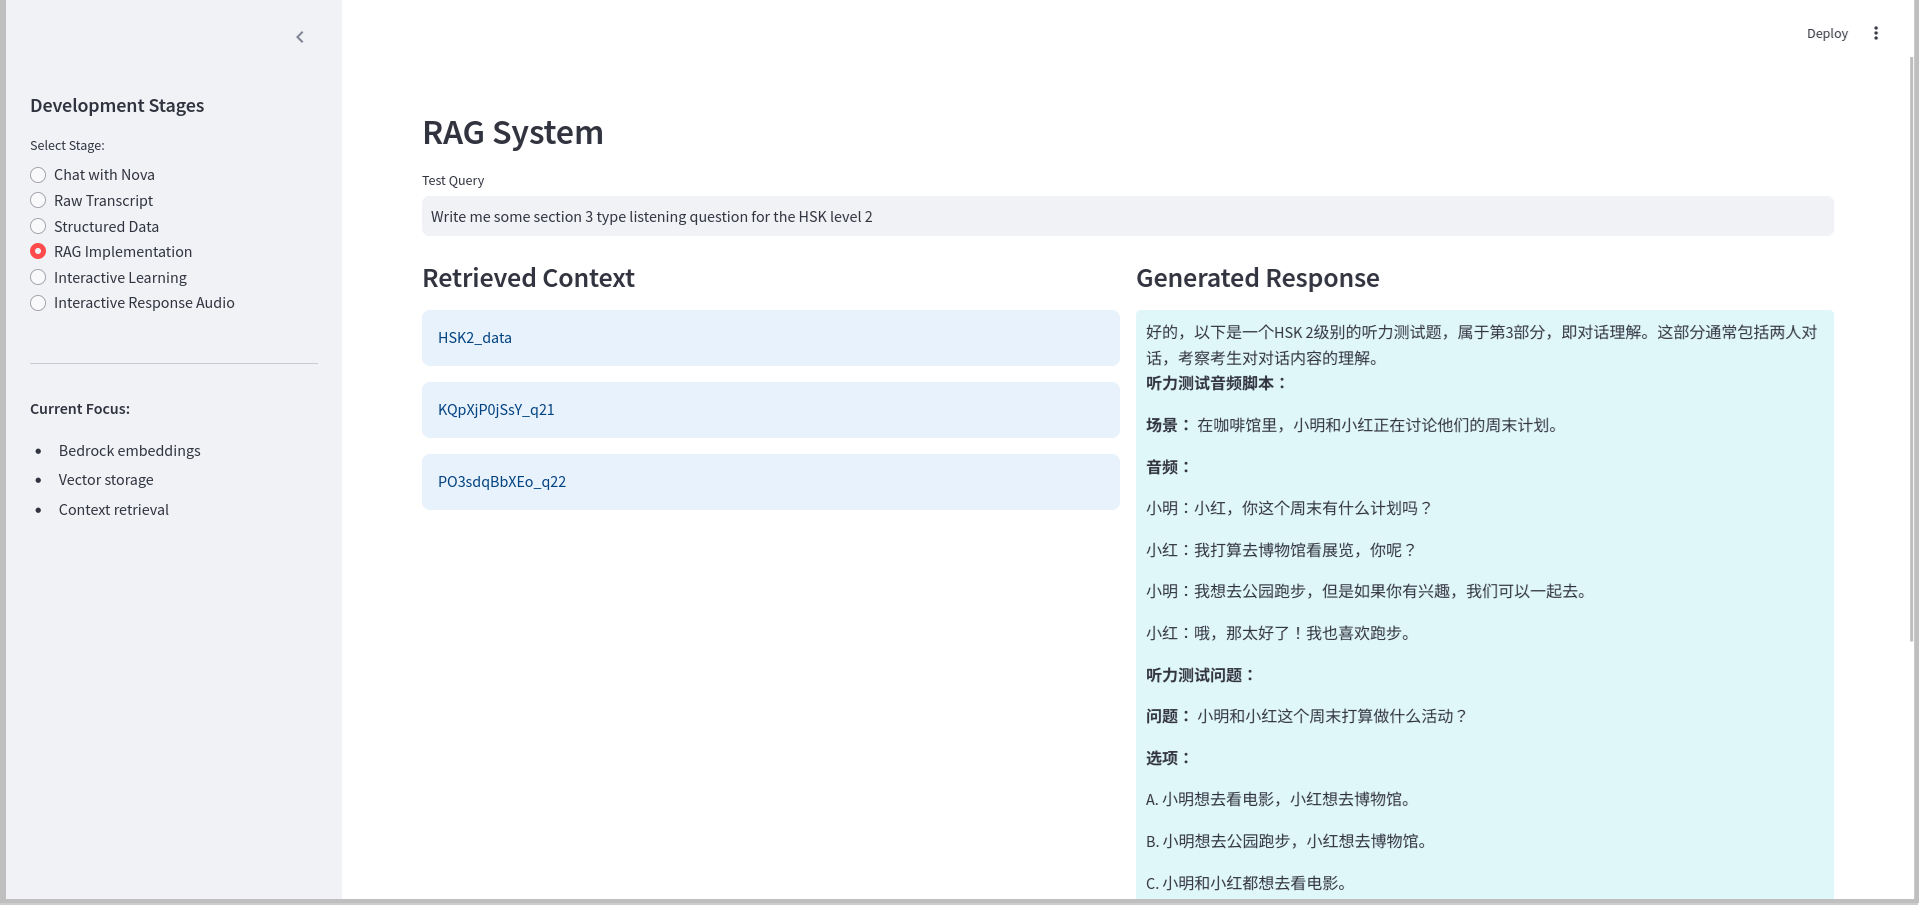 Deploy
Development Stages
Select Stage:
Chat with Nova
Raw Transcript
Structured Data
RAG Implementation
Interactive Learning
Interactive Response Audio
Current Focus:
Bedrock embeddings
Vector storage
Context retrieval
RAG System
Test Query
Write me some section 3 type listening question for the HSK level 2
Retrieved Context
HSK2_data
KQpXjP0jSsY_q21
PO3sdqBbXEo_q22
Generated Response
好的，以下是一个HSK 2级别的听力测试题，属于第3部分，即对话理解。这部分通常包括两人对
话，考察考生对对话内容的理解。
听力测试音频脚本：
场景： 在咖啡馆里，小明和小红正在讨论他们的周末计划。
音频：
小明：小红，你这个周末有什么计划吗？
小红：我打算去博物馆看展览，你呢？
小明：我想去公园跑步，但是如果你有兴趣，我们可以一起去。
小红：哦，那太好了！我也喜欢跑步。
听力测试问题：
问题： 小明和小红这个周末打算做什么活动？
选项：
A. 小明想去看电影，小红想去博物馆。
B. 小明想去公园跑步，小红想去博物馆。
C. 小明和小红都想去看电影。